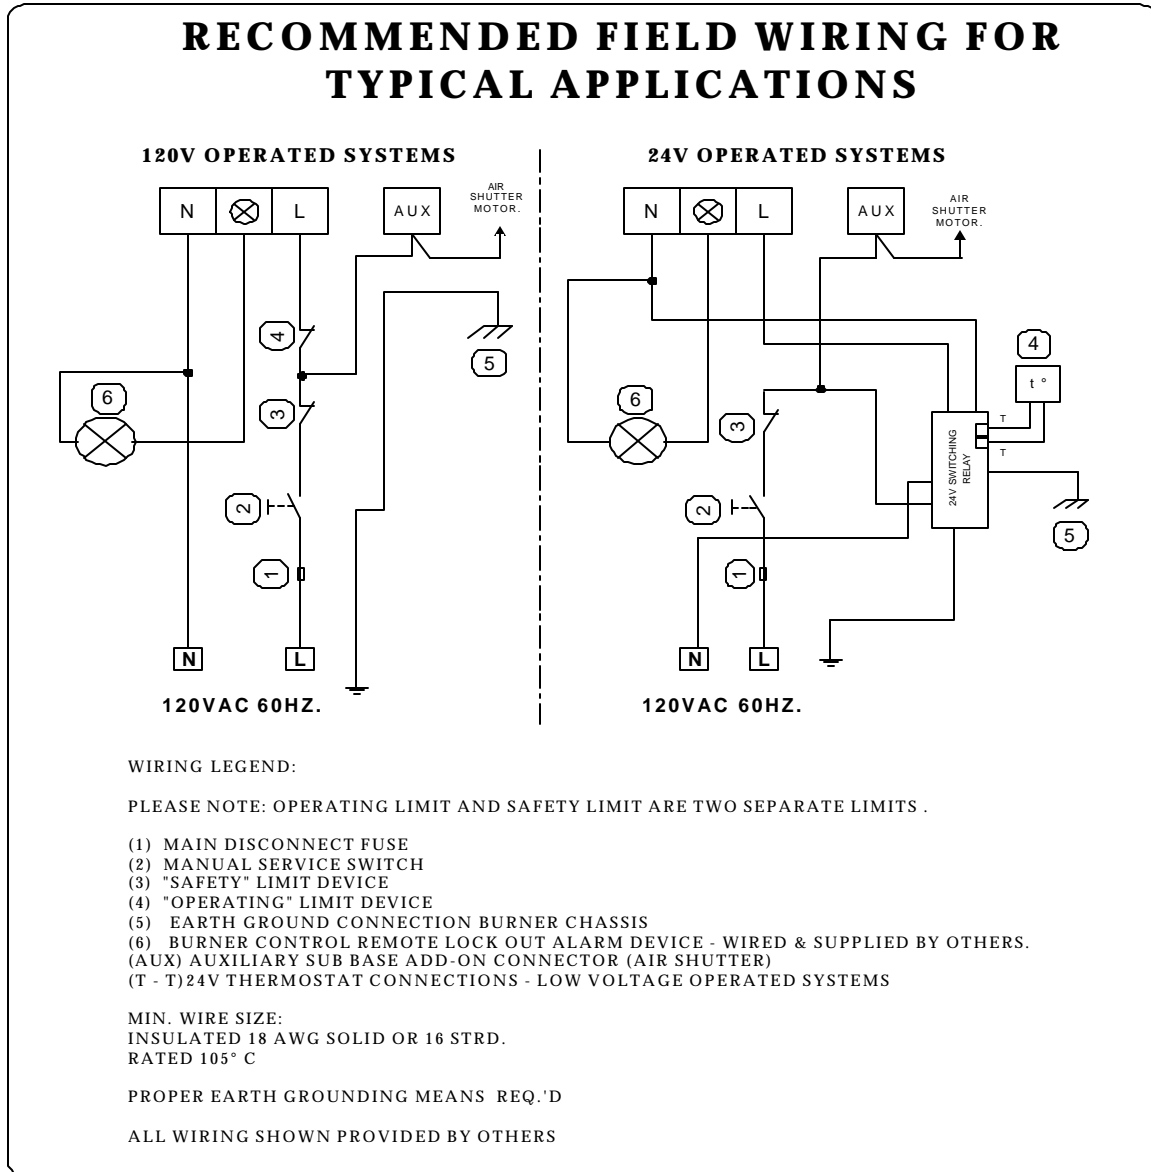 RECOMMENDED FIELD WIRING FOR
TYPICAL APPLICATIONS
120V OPERATED SYSTEMS
N
L
AUX
AIR
SHUTTER
MOTOR.
4
5
6
3
2
1
N
L
120VAC 60HZ.
24V OPERATED SYSTEMS
N
L
AUX
AIR
SHUTTER
MOTOR.
4
t °
6
3
T
T
24V SWITCHING
RELAY
2
5
1
N
L
120VAC 60HZ.
WIRING LEGEND:
PLEASE NOTE: OPERATING LIMIT AND SAFETY LIMIT ARE TWO SEPARATE LIMITS .
(1) MAIN DISCONNECT FUSE
(2) MANUAL SERVICE SWITCH
(3) "SAFETY" LIMIT DEVICE
(4) "OPERATING" LIMIT DEVICE
(5) EARTH GROUND CONNECTION BURNER CHASSIS
(6) BURNER CONTROL REMOTE LOCK OUT ALARM DEVICE - WIRED & SUPPLIED BY OTHERS.
(AUX) AUXILIARY SUB BASE ADD-ON CONNECTOR (AIR SHUTTER)
(T - T)24V THERMOSTAT CONNECTIONS - LOW VOLTAGE OPERATED SYSTEMS
MIN. WIRE SIZE:
INSULATED 18 AWG SOLID OR 16 STRD.
RATED 105° C
PROPER EARTH GROUNDING MEANS REQ.'D
ALL WIRING SHOWN PROVIDED BY OTHERS